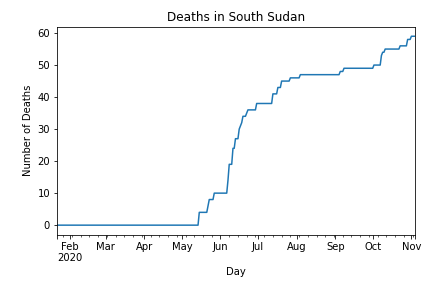 Deaths in South Sudan
60
50
40
30
20
10
0
Number of Deaths
Feb Mar Apr May Jun Jul Aug Sep Oct Nov
2020
Day